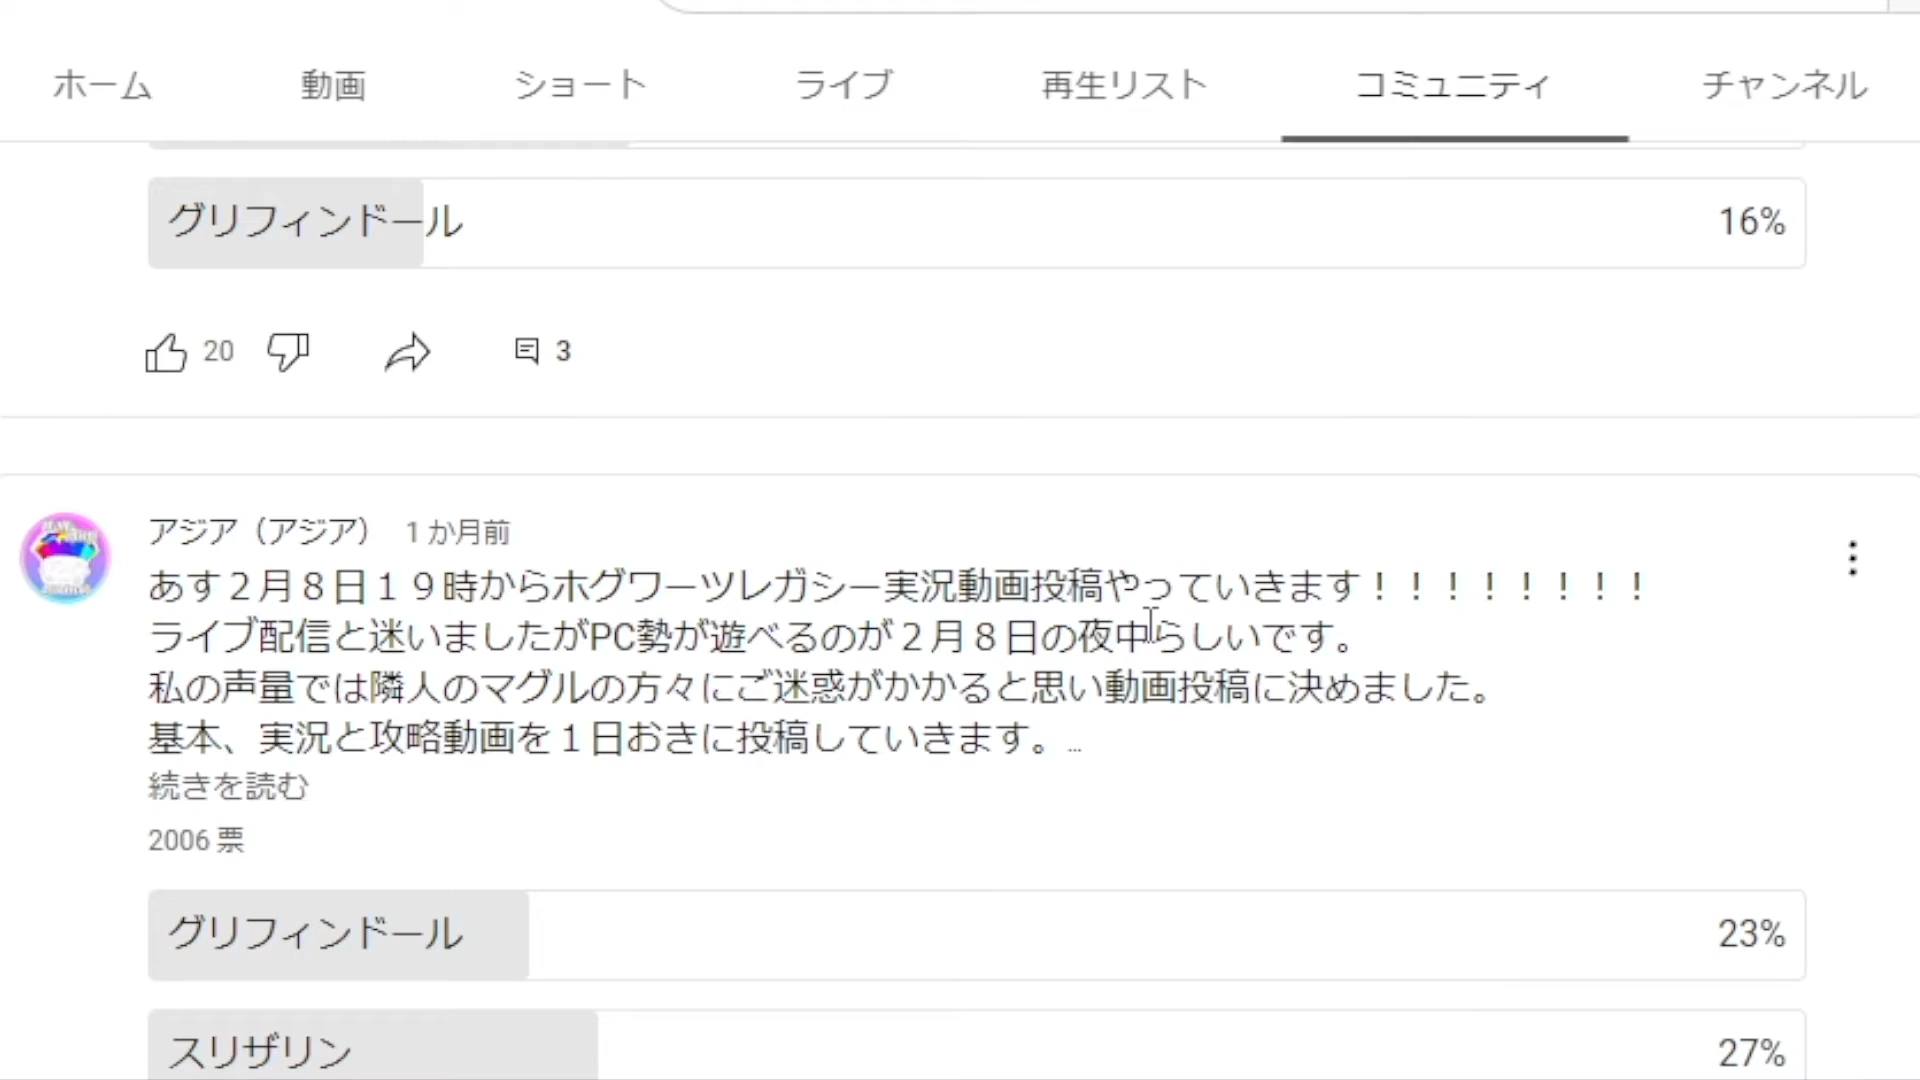 ホーム 動画 ショート ライブ 再生リスト コミュニティ チャンネル
グリフィンドール 16%
20 3
アジア（アジア） 1 か月前
あす２月８日１９時からホグワーツレガシー実況動画投稿やっていきます！！！！！！！！
ライブ配信と迷いましたがPC勢が遊べるのが２月８日の夜中らしいです。
私の声量では隣人のマグルの方々にご迷惑がかかると思い動画投稿に決めました。
基本、実況と攻略動画を１日おきに投稿していきます。...
続きを読む
2006 票
グリフィンドール 23%
スリザリン 27%